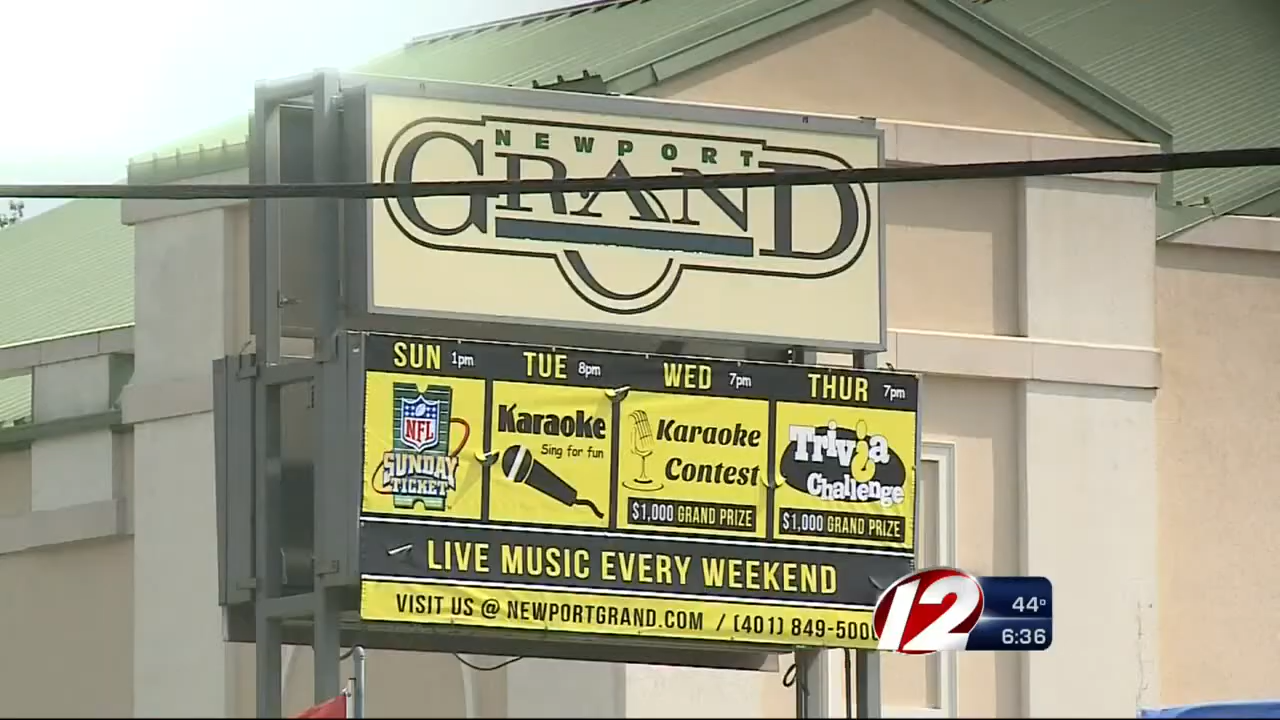 NEWPORT
GRAND
SUN 1pm TUE 8pm WED 7pm THUR 7pm
NFL
SUNDAY
TICKET
Karaoke
Sing for fun
Karaoke
Contest
$1,000 GRAND PRIZE
Trivia
Challenge
$1,000 GRAND PRIZE
LIVE MUSIC EVERY WEEKEND
VISIT US @ NEWPORTGRAND.COM / (401) 849-500
12
44°
6:36